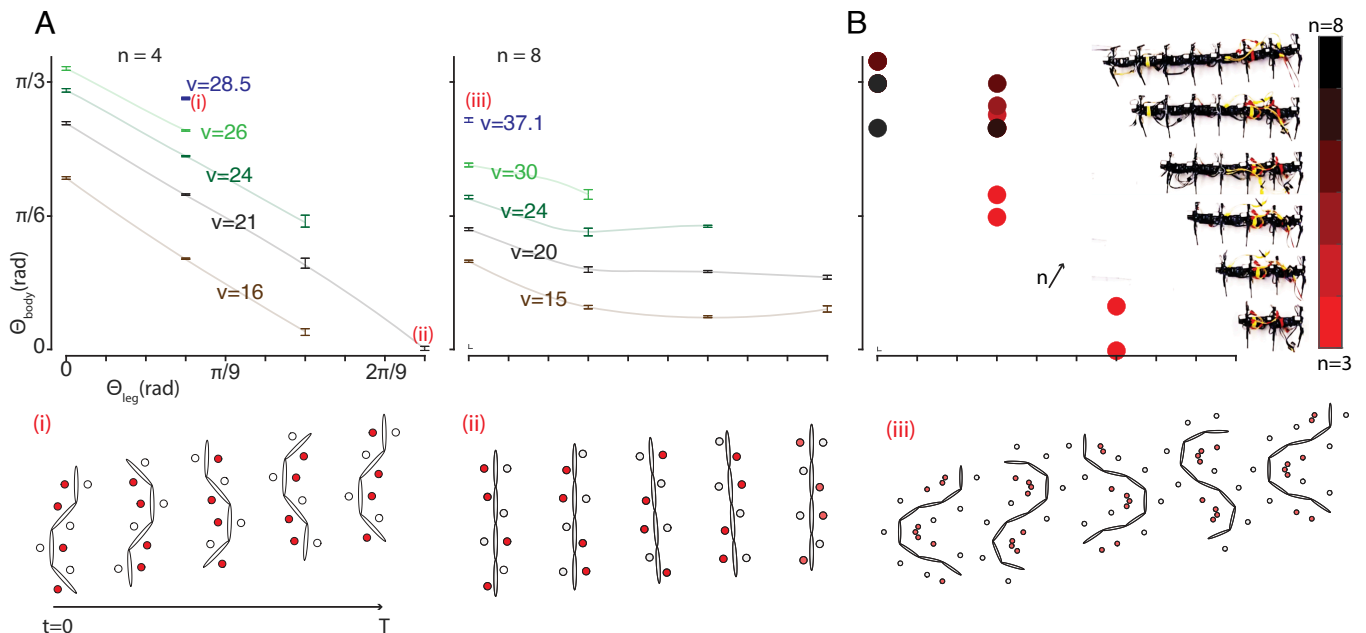 A
B
n = 4
n = 8
n=8
π/3
π/6
0
Θbody(rad)
v=28.5
(i)
v=26
v=24
v=21
v=16
(ii)
(iii)
v=37.1
v=30
v=24
v=20
v=15
n
n=3
0
π/9
2π/9
Θleg(rad)
(i)
(ii)
(iii)
t=0
T